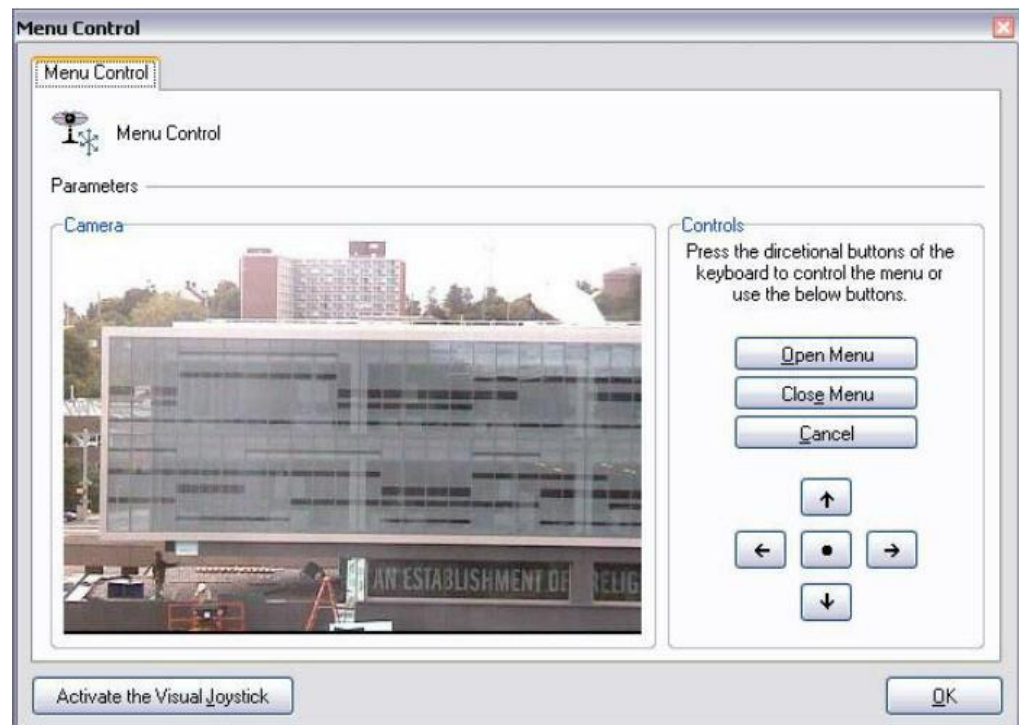 Menu Control
Menu Control
Menu Control
Parameters
Camera
Controls
Press the dircetional buttons of the
keyboard to control the menu or
use the below buttons.
Open Menu
Close Menu
Cancel
AN ESTABLISHMENT OF RELIG
Activate the Visual Joystick
OK